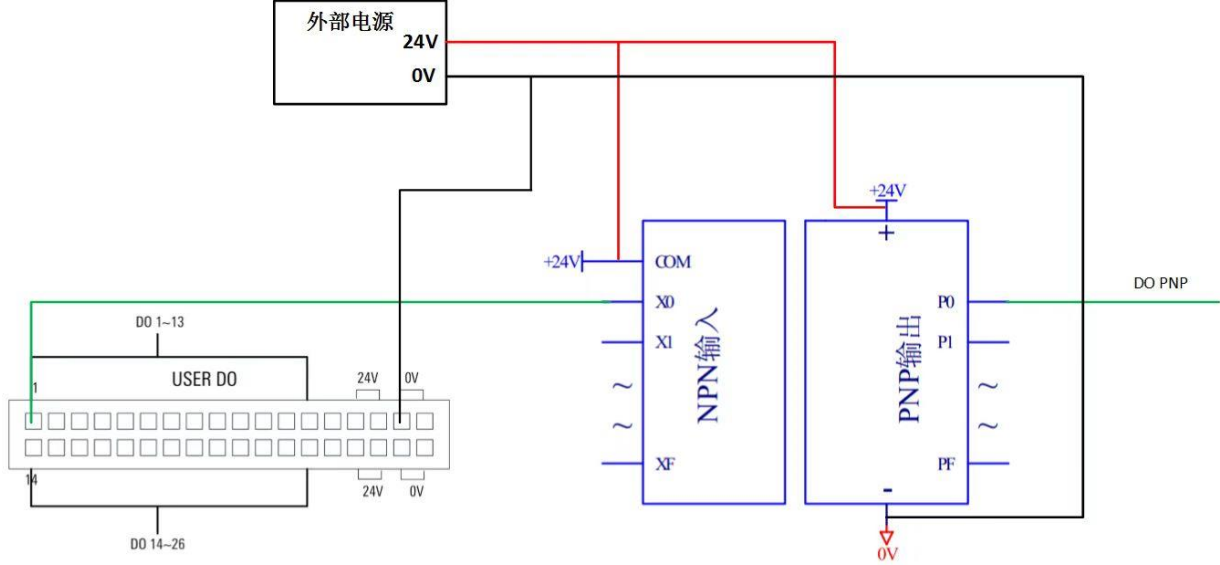 外部电源
24V
0V
+24V
+
+24V
COM
DO PNP
X0
P0
DO 1~13
X1
P1
NPN输入
PNP输出
USER DO
24V
0V
1
~
~
~
~
XF
PF
14
24V
0V
-
DO 14~26
0V